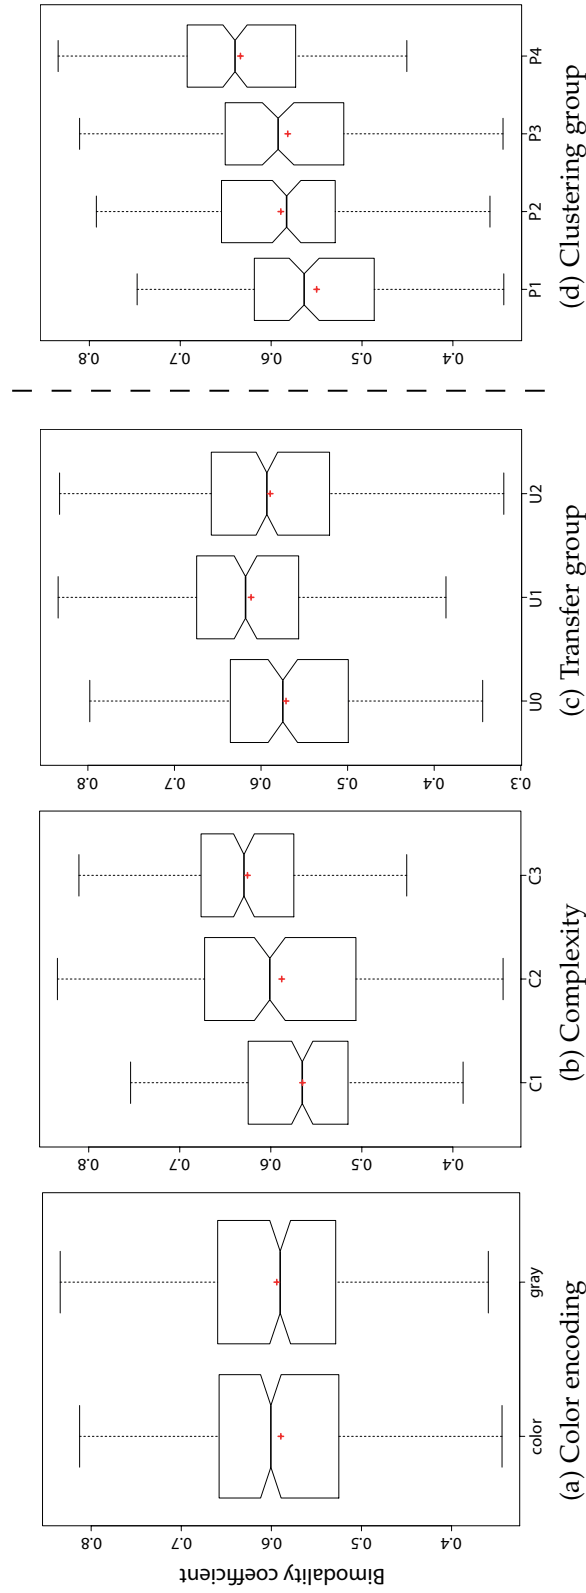 Bimodality coefficient
0.4 0.5 0.6 0.7 0.8
color gray
(a) Color encoding
0.4 0.5 0.6 0.7 0.8
C1 C2 C3
(b) Complexity
0.3 0.4 0.5 0.6 0.7 0.8
U0 U1 U2
(c) Transfer group
0.4 0.5 0.6 0.7 0.8
P1 P2 P3 P4
(d) Clustering group